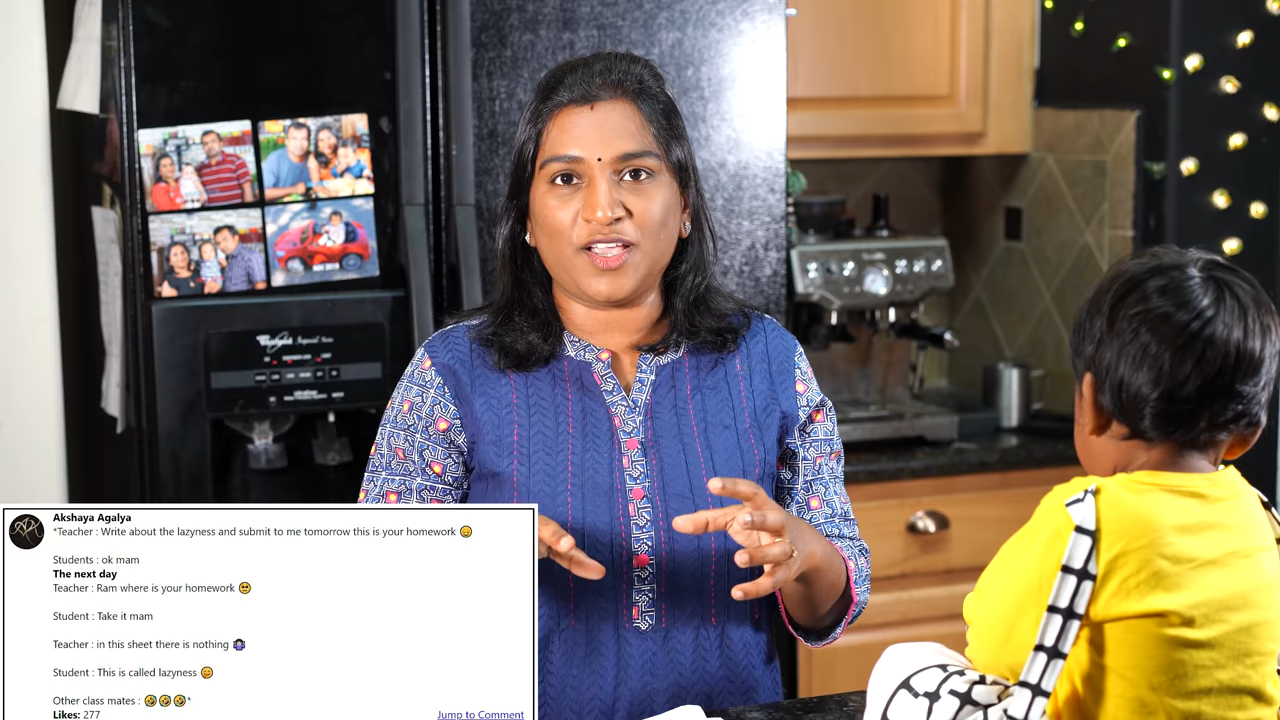 Whirlpool Imperial Series
Akshaya Agalya
*Teacher : Write about the lazyness and submit to me tomorrow this is your homework 😑
Students : ok mam
The next day
Teacher : Ram where is your homework 🥺
Student : Take it mam
Teacher : in this sheet there is nothing 🤷‍♀️
Student : This is called lazyness 😊
Other class mates : 🤣🤣🤣*
Likes: 277
Jump to Comment